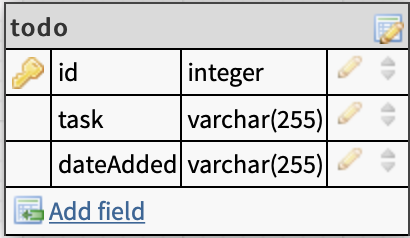 todo
id integer
task varchar(255)
dateAdded varchar(255)
Add field